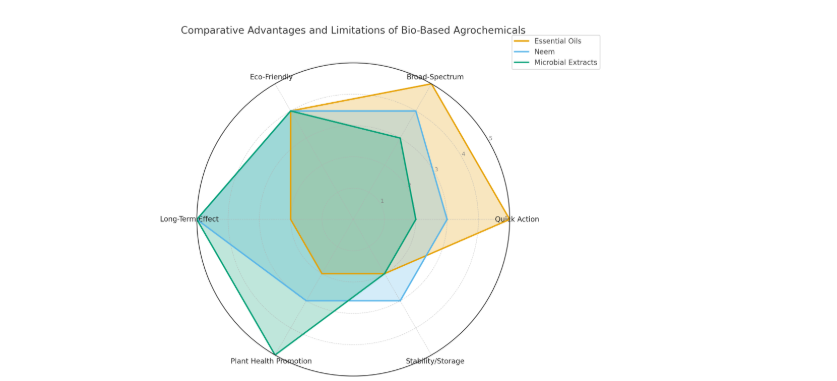 Comparative Advantages and Limitations of Bio-Based Agrochemicals
Essential Oils
Neem
Microbial Extracts
Eco-Friendly
Broad-Spectrum
5
4
3
1
Long-Term Effect
Quick Action
Plant Health Promotion
Stability/Storage